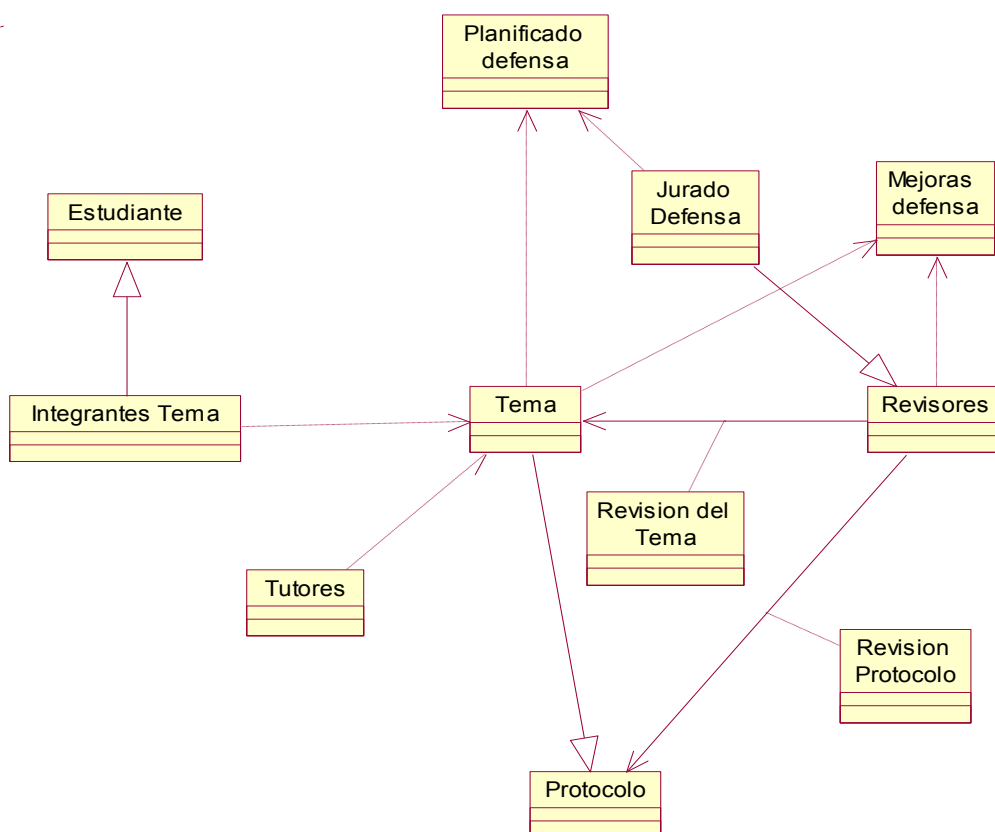 Planificado
defensa
Jurado
Defensa
Mejoras
defensa
Estudiante
Integrantes Tema
Tema
Revisores
Revision del
Tema
Tutores
Revision
Protocolo
Protocolo